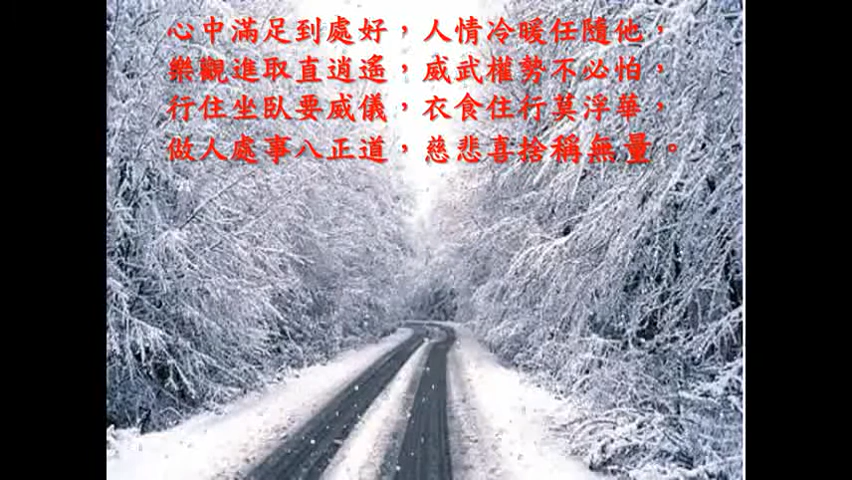 心中滿足到處好，人情冷暖任隨他，
樂觀進取直逍遙，威武權勢不必怕，
行住坐臥要威儀，衣食住行莫浮華，
做人處事八正道，慈悲喜捨稱無量。